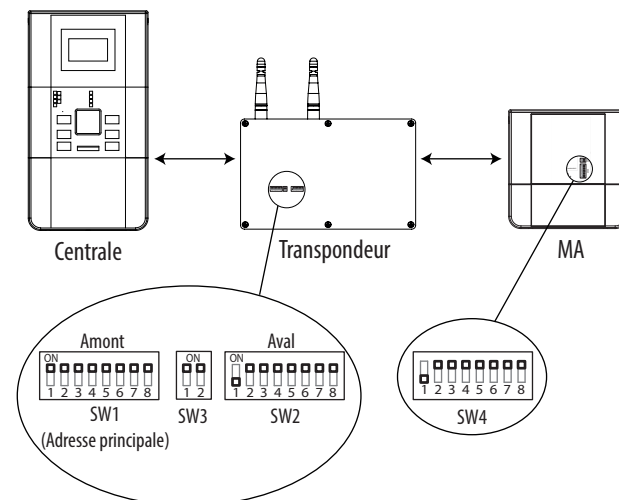 Centrale
Transpondeur
MA
Amont
Aval
ON
1 2 3 4 5 6 7 8
ON
1 2
ON
1 2 3 4 5 6 7 8
1 2 3 4 5 6 7 8
SW1
SW3
SW2
SW4
(Adresse principale)